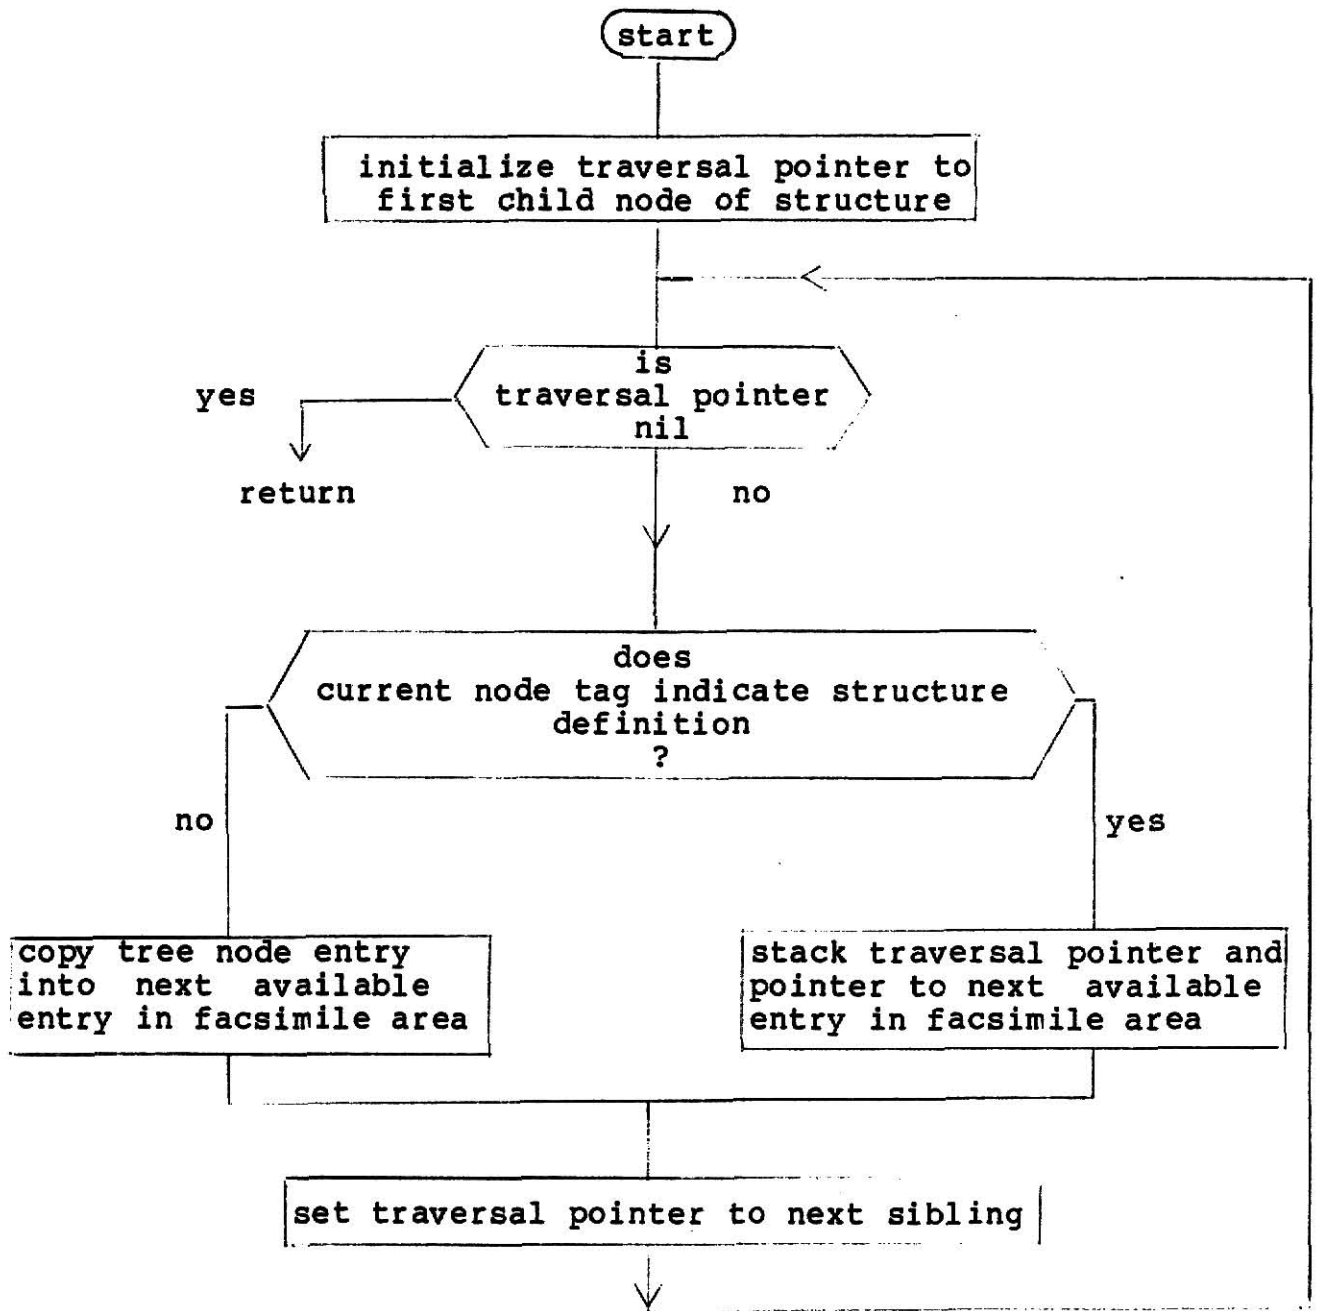 start
initialize traversal pointer to
first child node of structure
is
traversal pointer
nil
yes
return
no
does
current node tag indicate structure
definition
?
no
yes
copy tree node entry
into next available
entry in facsimile area
stack traversal pointer and
pointer to next available
entry in facsimile area
set traversal pointer to next sibling